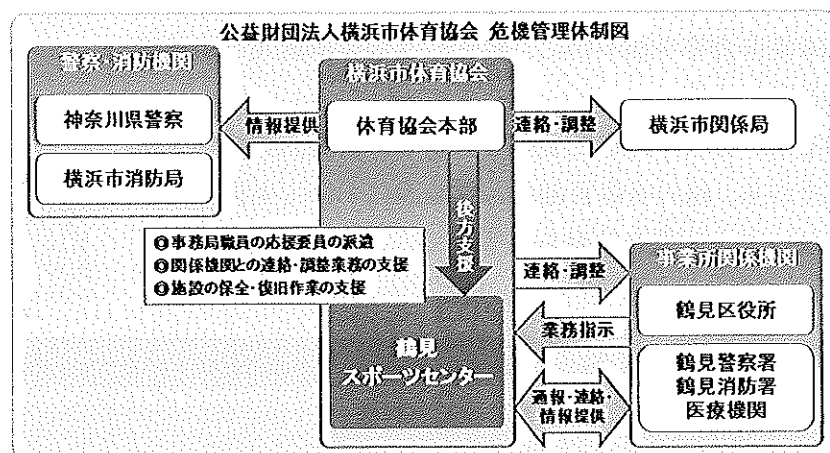 公益財団法人横浜市体育協会 危機管理体制図
警察・消防機関
神奈川県警察
横浜市消防局
情報提供
横浜市体育協会
体育協会本部
連絡・調整
横浜市関係局
後方支援
❶事務局職員の応援委員の派遣
❷関係機関との連絡・調整業務の支援
❸施設の保全・復旧作業の支援
鶴見
スポーツセンター
連絡・調整
業務指示
通報・連絡・
情報提供
事業所関係機関
鶴見区役所
鶴見警察署
鶴見消防署
医療機関